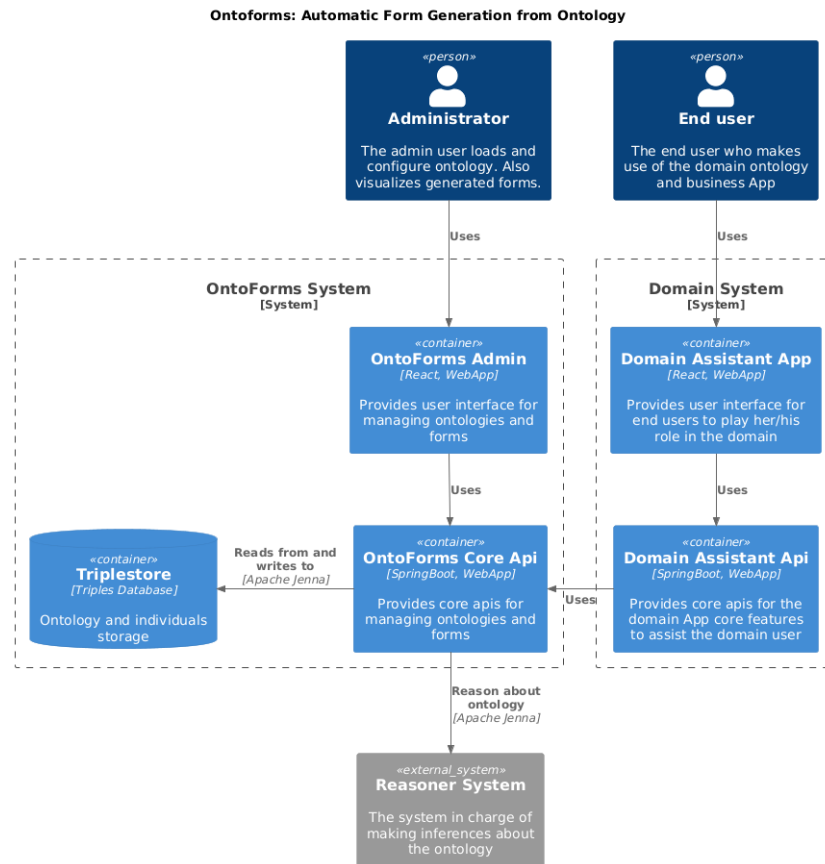 Ontoforms: Automatic Form Generation from Ontology
«person»
Administrator
The admin user loads and
configure ontology. Also
visualizes generated forms.
«person»
End user
The end user who makes
use of the domain ontology
and business App
Uses
Uses
OntoForms System
[System]
Domain System
[System]
«container»
OntoForms Admin
[React, WebApp]
Provides user interface for
managing ontologies and
forms
«container»
Domain Assistant App
[React, WebApp]
Provides user interface for
end users to play her/his
role in the domain
Uses
Uses
«container»
Triplestore
[Triples Database]
Ontology and individuals
storage
Reads from and
writes to
[Apache Jenna]
«container»
OntoForms Core Api
[SpringBoot, WebApp]
Provides core apis for
managing ontologies and
forms
Uses
«container»
Domain Assistant Api
[SpringBoot, WebApp]
Provides core apis for the
domain App core features
to assist the domain user
Reason about
ontology
[Apache Jenna]
«external_system»
Reasoner System
The system in charge of
making inferences about
the ontology